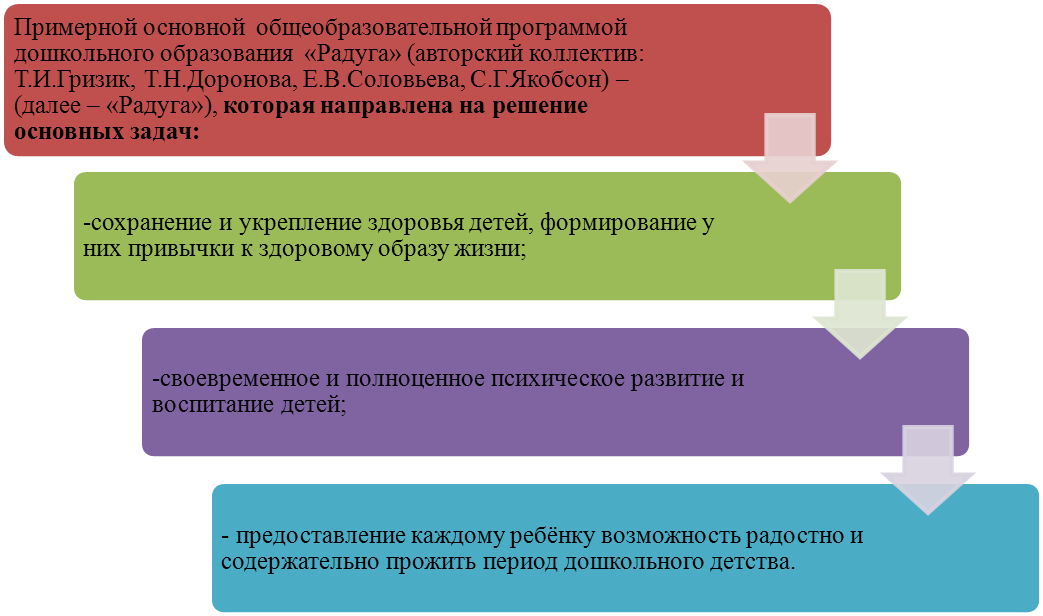 Примерной основной общеобразовательной программой
дошкольного образования «Радуга» (авторский коллектив:
Т.И.Гризик, Т.Н.Доронова, Е.В.Соловьева, С.Г.Якобсон) –
(далее – «Радуга»), которая направлена на решение
основных задач:
-сохранение и укрепление здоровья детей, формирование у
них привычки к здоровому образу жизни;
-своевременное и полноценное психическое развитие и
воспитание детей;
- предоставление каждому ребёнку возможность радостно и
содержательно прожить период дошкольного детства.